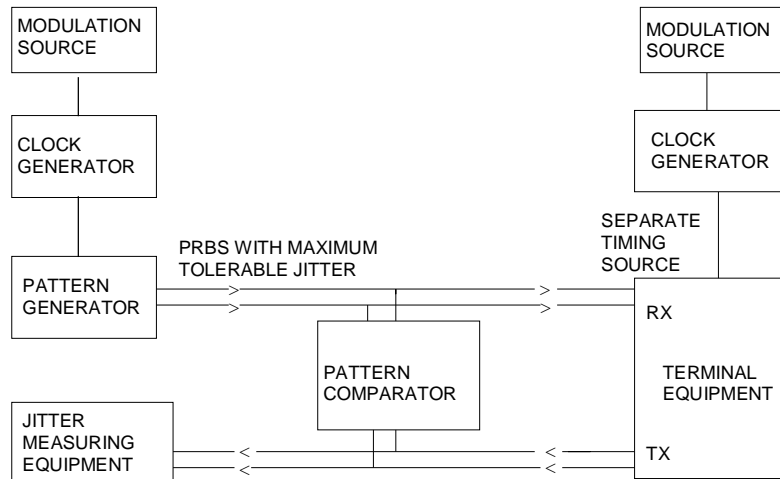 MODULATION
SOURCE
MODULATION
SOURCE
CLOCK
GENERATOR
CLOCK
GENERATOR
PRBS WITH MAXIMUM
TOLERABLE JITTER
SEPARATE
TIMING
SOURCE
PATTERN
GENERATOR
RX
PATTERN
COMPARATOR
TERMINAL
EQUIPMENT
JITTER
MEASURING
EQUIPMENT
TX